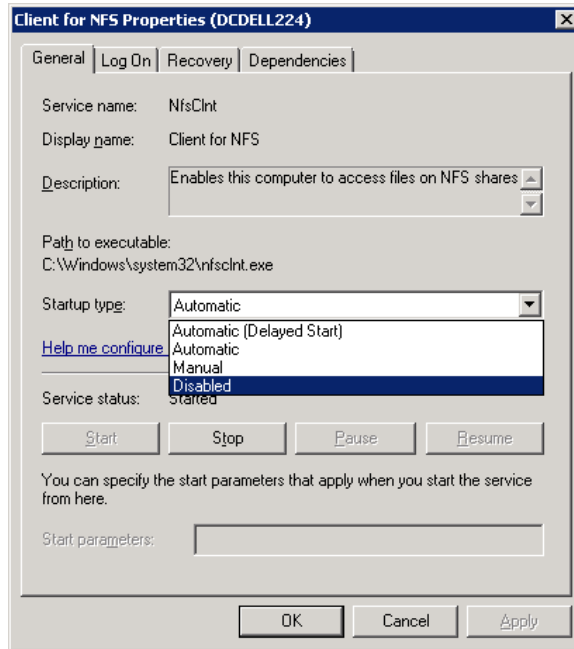 Client for NFS Properties (DCDELL224)
General Log On Recovery Dependencies
Service name: NfsClnt
Display name: Client for NFS
Description: Enables this computer to access files on NFS shares
Path to executable:
C:\Windows\system32\nfsclnt.exe
Startup type: Automatic
Automatic (Delayed Start)
Help me configure Automatic
Manual
Disabled
Service status: Started
Start Stop Pause Resume
You can specify the start parameters that apply when you start the service
from here.
Start parameters:
OK Cancel Apply